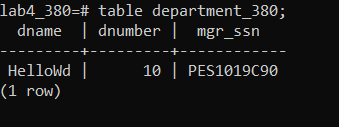 lab4_380=# table department_380;
dname | dnumber | mgr_ssn
---------+---------+------------
HelloWd | 10 | PES1019C90
(1 row)